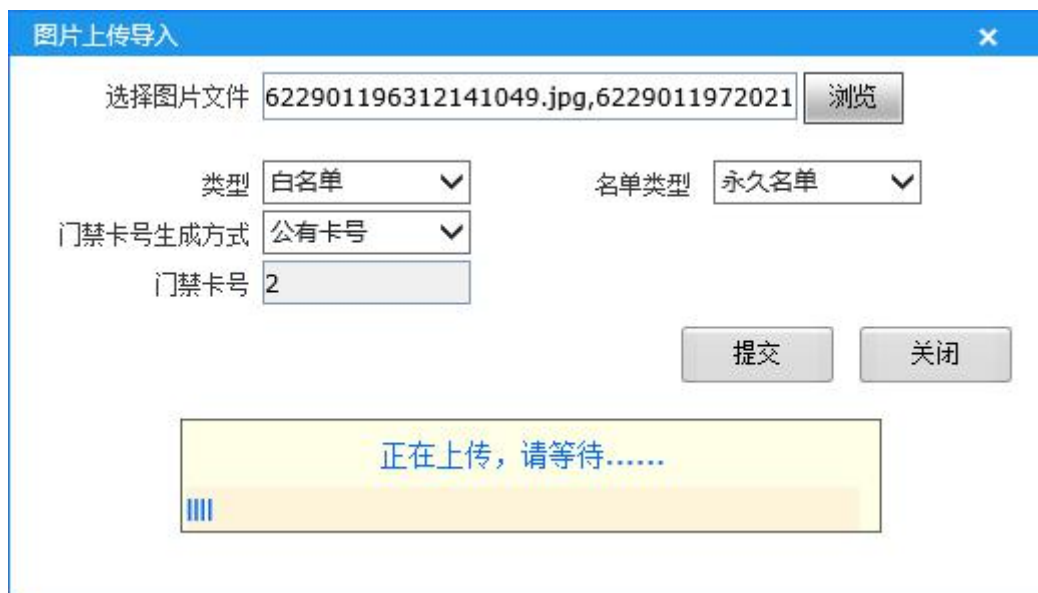 图片上传导入
选择图片文件 622901196312141049.jpg,6229011972021 浏览
类型 白名单 名单类型 永久名单
门禁卡号生成方式 公有卡号
门禁卡号 2
提交 关闭
正在上传，请等待......